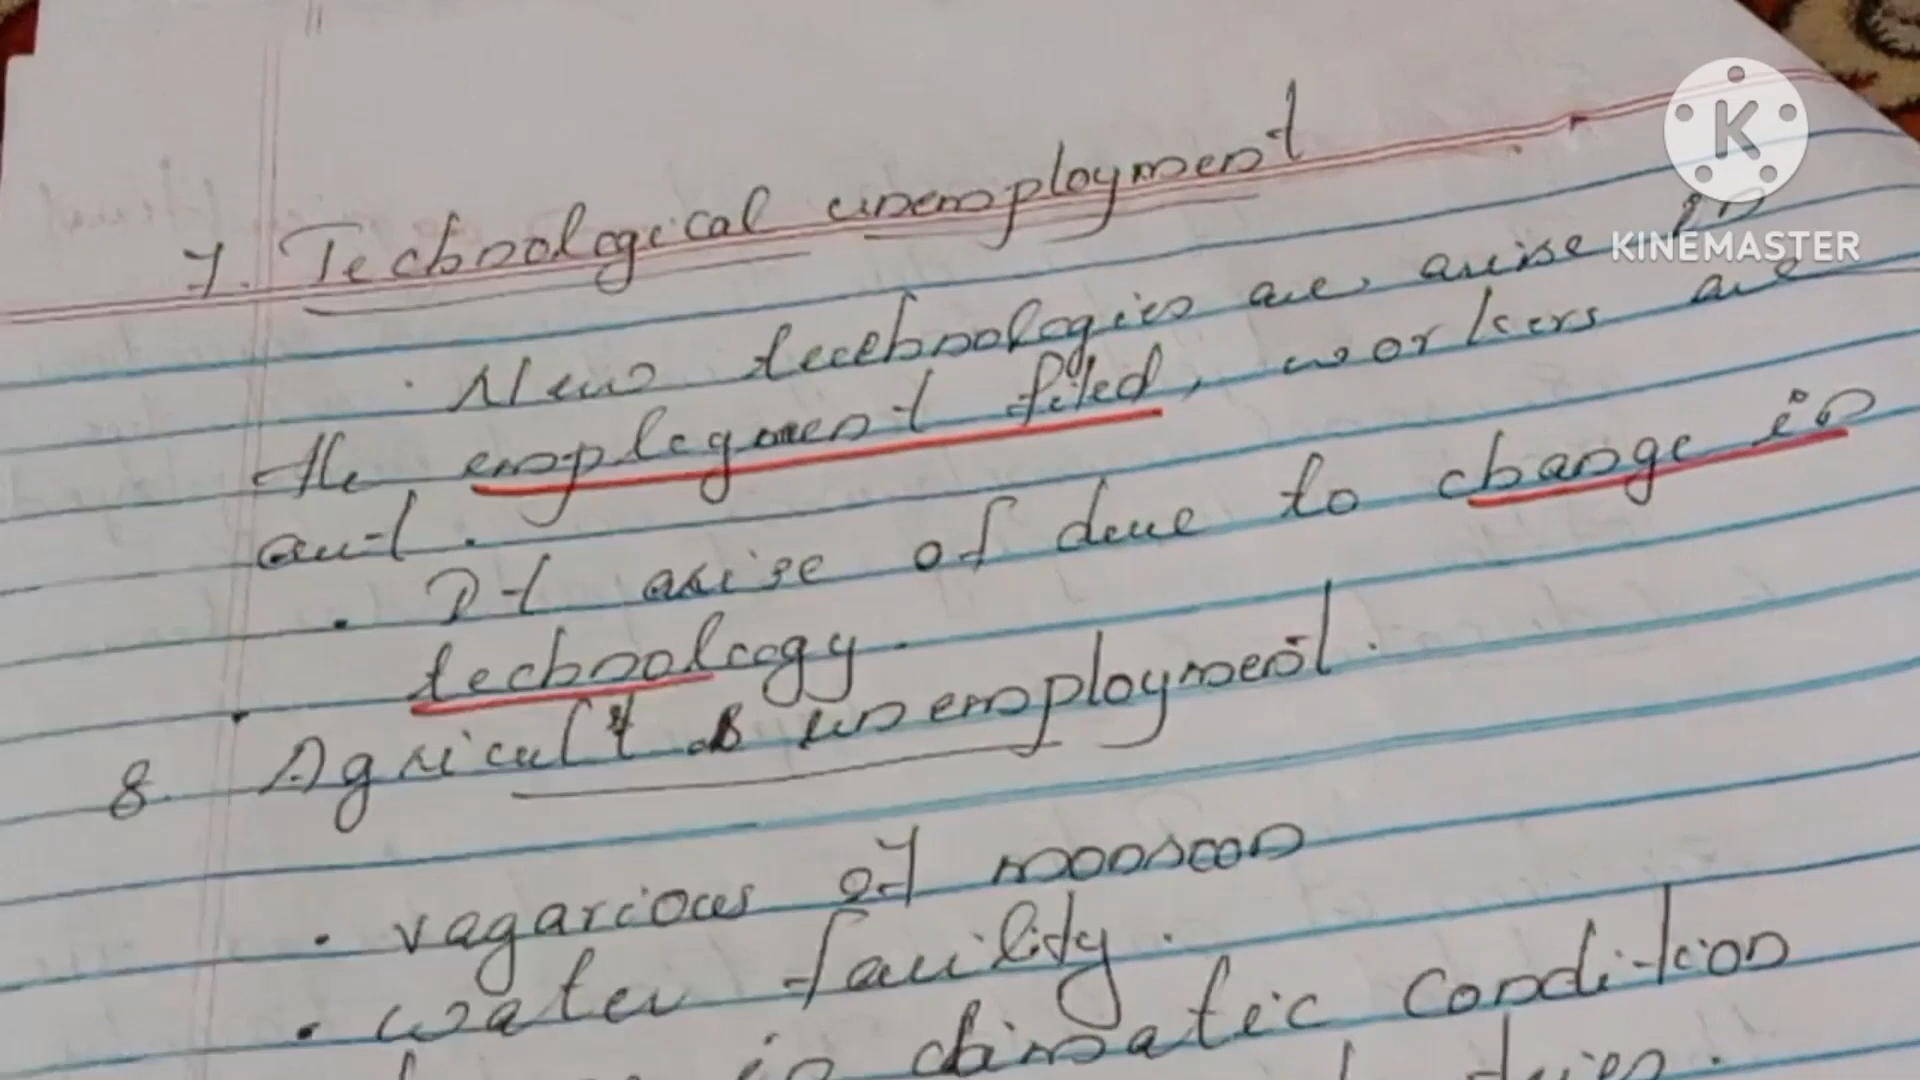 7. Technological unemployment
. New technologies are arise in
the employment filed, workers are
out.
. It arise of due to change in
technology.
8. Agricult unemployment.
. vagarious of monsoon
. water facility.
in climatic condition
K
KINEMASTER